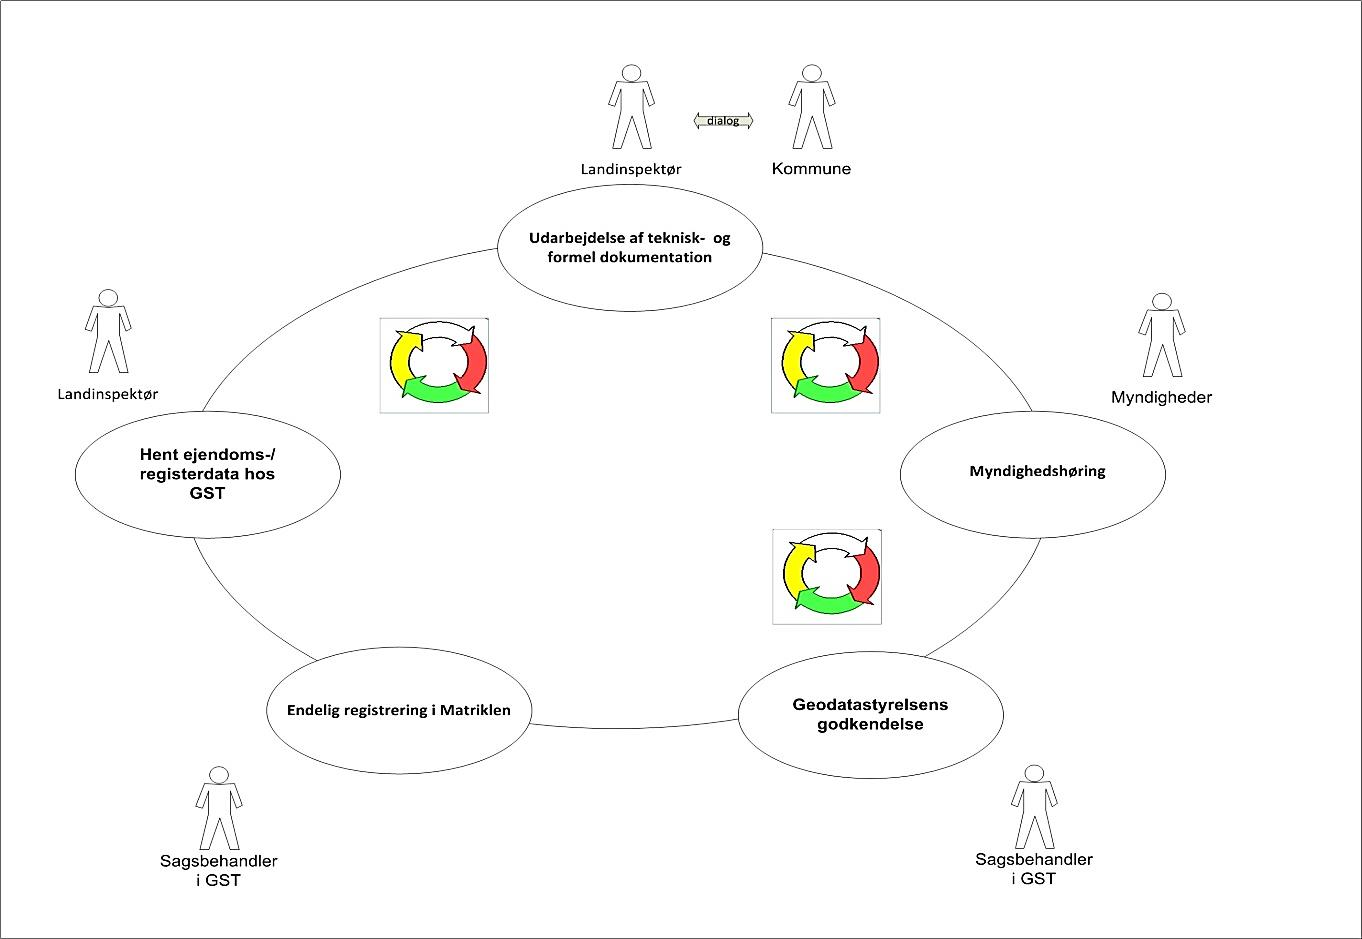 dialog
Landinspektør
Kommune
Udarbejdelse af teknisk- og
formel dokumentation
Landinspektør
Myndigheder
Hent ejendoms-/
registerdata hos
GST
Myndighedshøring
Endelig registrering i Matriklen
Geodatastyrelsens
godkendelse
Sagsbehandler
i GST
Sagsbehandler
i GST